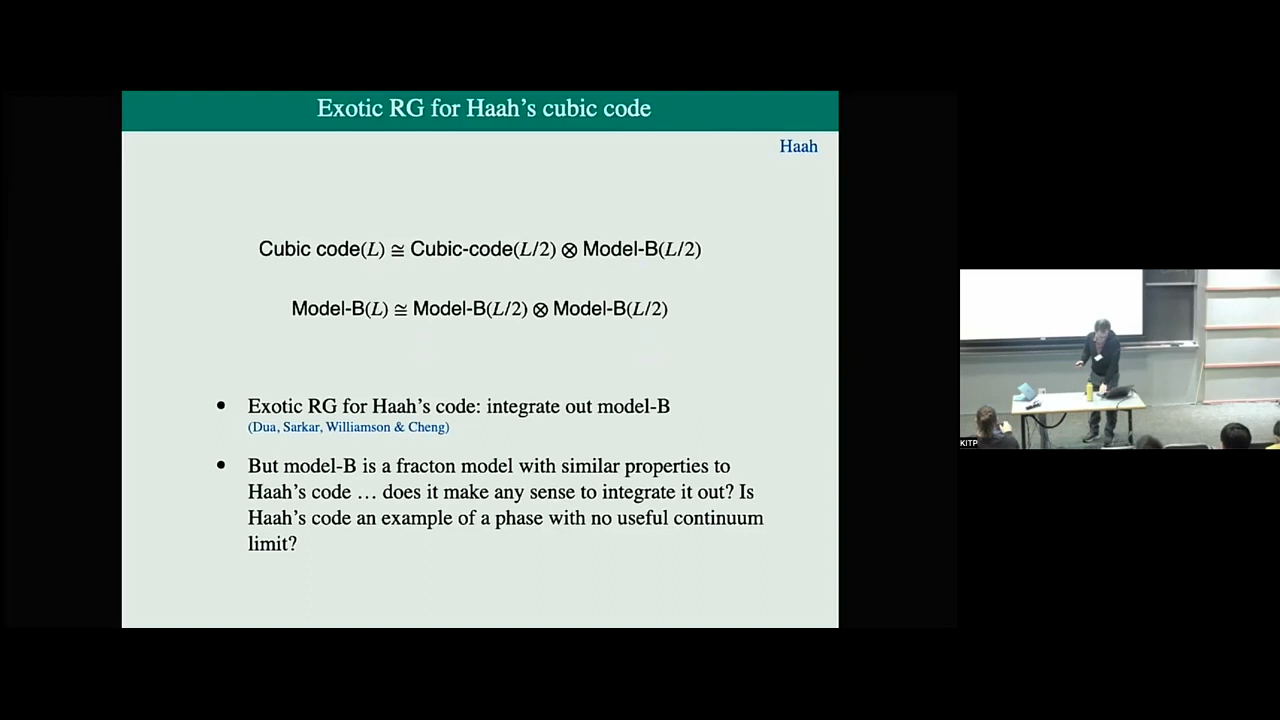 Exotic RG for Haah's cubic code
Haah
Cubic code(L) ≅ Cubic-code(L/2) ⊗ Model-B(L/2)
Model-B(L) ≅ Model-B(L/2) ⊗ Model-B(L/2)
• Exotic RG for Haah's code: integrate out model-B
(Dua, Sarkar, Williamson & Cheng)
• But model-B is a fracton model with similar properties to
Haah's code … does it make any sense to integrate it out? Is
Haah's code an example of a phase with no useful continuum
limit?
KITP